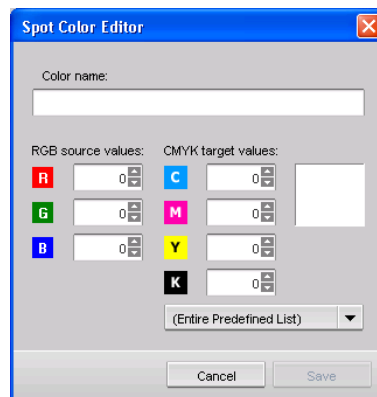 Spot Color Editor
Color name:
RGB source values: CMYK target values:
R 0 C 0
G 0 M 0
B 0 Y 0
K 0
(Entire Predefined List)
Cancel Save